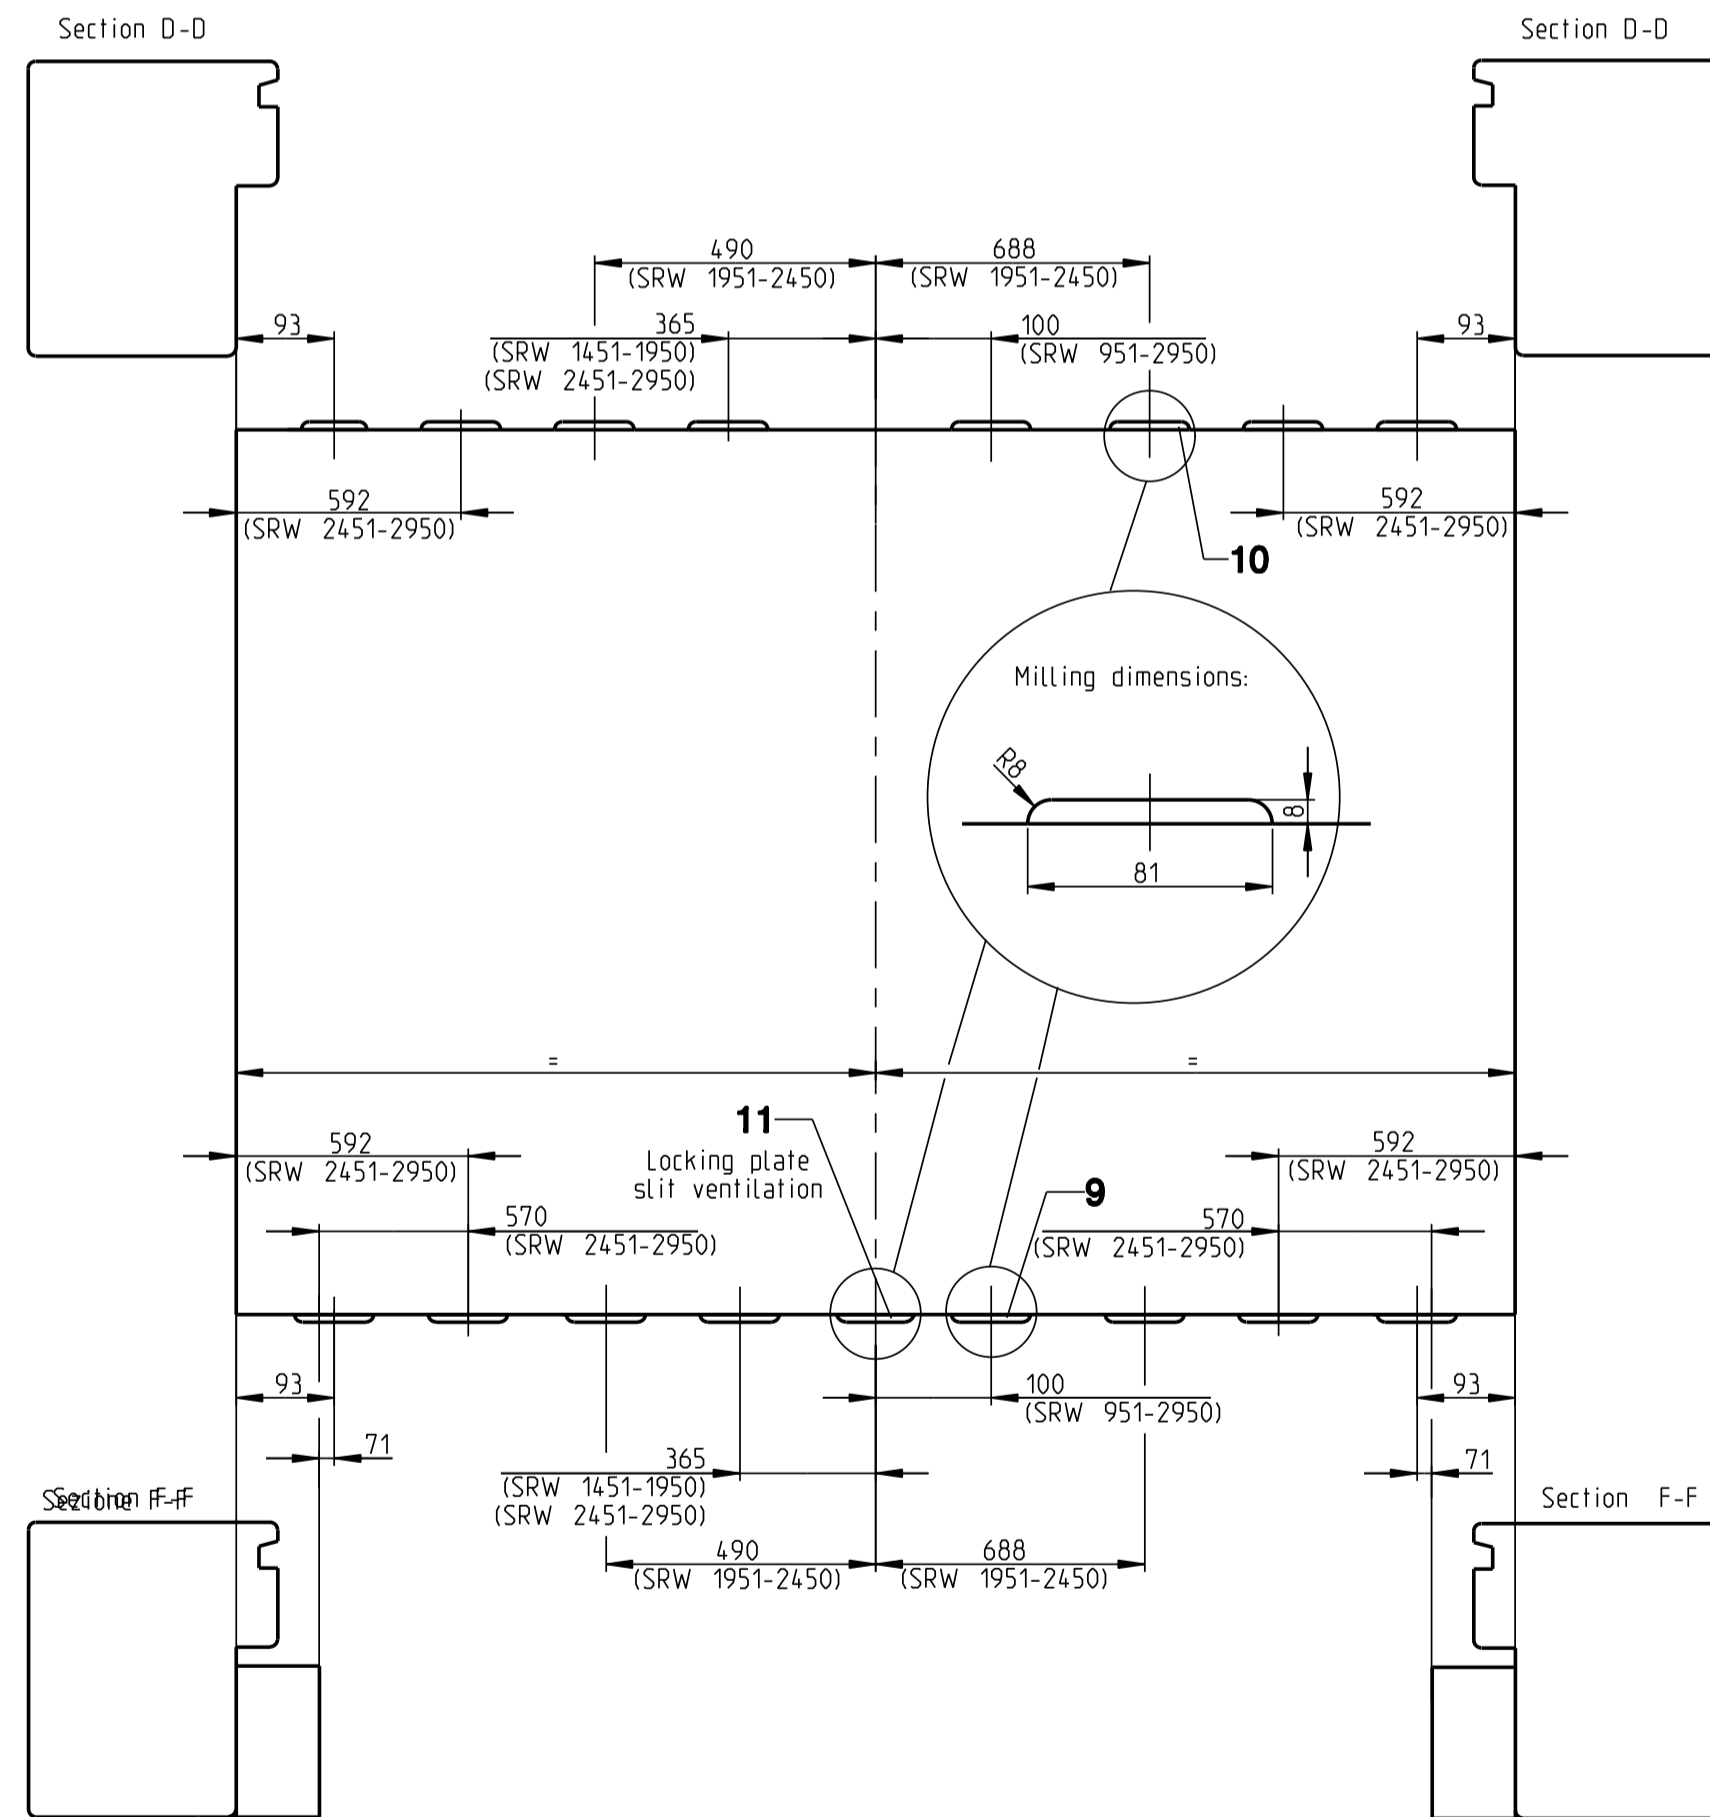 Section D-D
Section D-D
490
(SRW 1951-2450)
688
(SRW 1951-2450)
93
365
(SRW 1451-1950)
(SRW 2451-2950)
100
(SRW 951-2950)
93
592
(SRW 2451-2950)
592
(SRW 2451-2950)
10
Milling dimensions:
R8
8
81
=
=
11
Locking plate
slit ventilation
592
(SRW 2451-2950)
592
(SRW 2451-2950)
9
570
(SRW 2451-2950)
570
(SRW 2451-2950)
93
100
(SRW 951-2950)
93
71
365
(SRW 1451-1950)
(SRW 2451-2950)
71
Sezione F-F
Section F-F
Section F-F
490
(SRW 1951-2450)
688
(SRW 1951-2450)